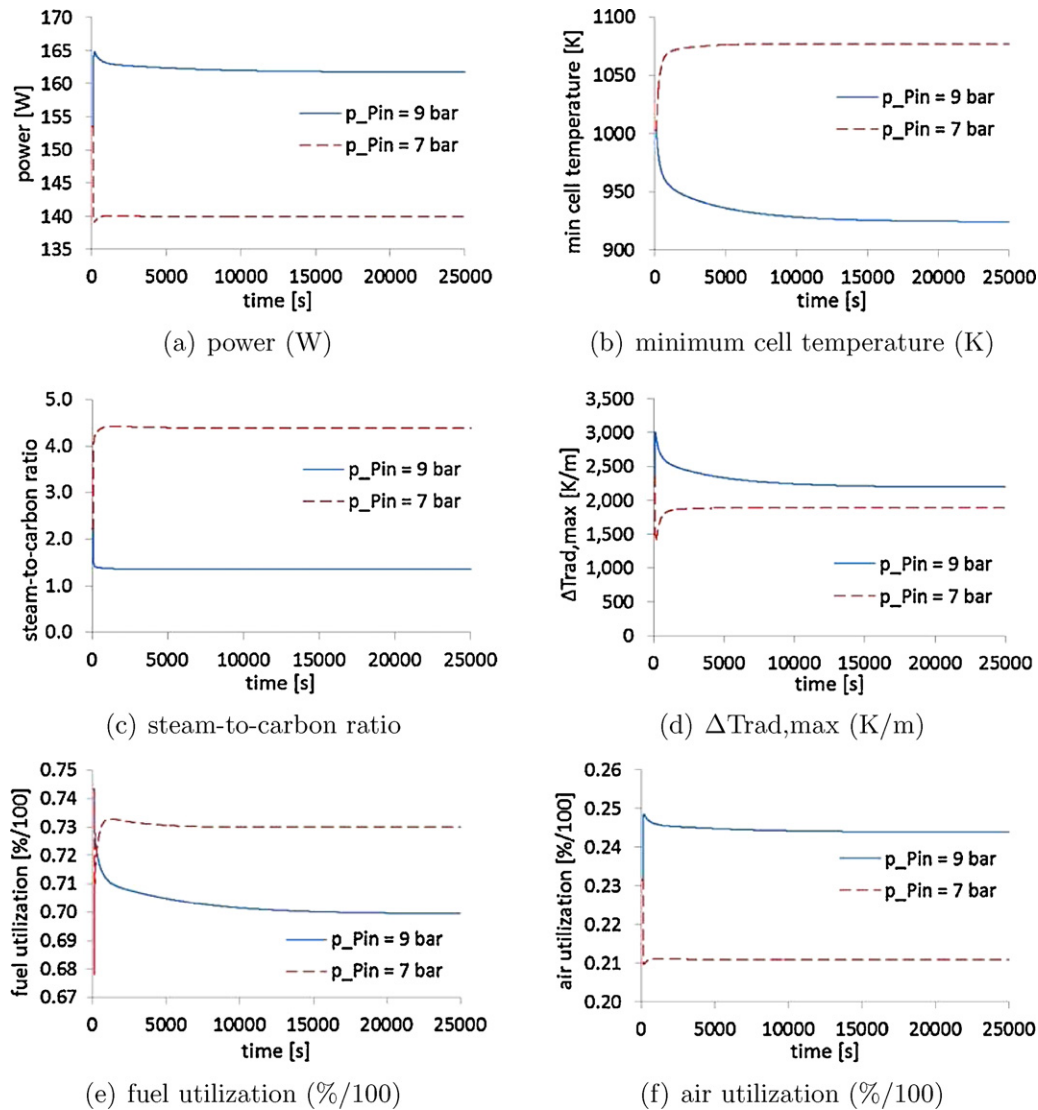 power [W]
170
165
160
155
150
145
140
135
p_Pin = 9 bar
p_Pin = 7 bar
0 5000 10000 15000 20000 25000
time [s]
(a) power (W)
min cell temperature [K]
1100
1050
1000
950
900
p_Pin = 9 bar
p_Pin = 7 bar
0 5000 10000 15000 20000 25000
time [s]
(b) minimum cell temperature (K)
steam-to-carbon ratio
5.0
4.0
3.0
2.0
1.0
0.0
p_Pin = 9 bar
p_Pin = 7 bar
0 5000 10000 15000 20000 25000
time [s]
(c) steam-to-carbon ratio
ΔTrad,max [K/m]
3,500
3,000
2,500
2,000
1,500
1,000
500
0
p_Pin = 9 bar
p_Pin = 7 bar
0 5000 10000 15000 20000 25000
time [s]
(d) ΔTrad,max (K/m)
fuel utilization [%/100]
0.75
0.74
0.73
0.72
0.71
0.70
0.69
0.68
0.67
p_Pin = 9 bar
p_Pin = 7 bar
0 5000 10000 15000 20000 25000
time [s]
(e) fuel utilization (%/100)
air utilization [%/100]
0.26
0.25
0.24
0.23
0.22
0.21
0.20
p_Pin = 9 bar
p_Pin = 7 bar
0 5000 10000 15000 20000 25000
time [s]
(f) air utilization (%/100)